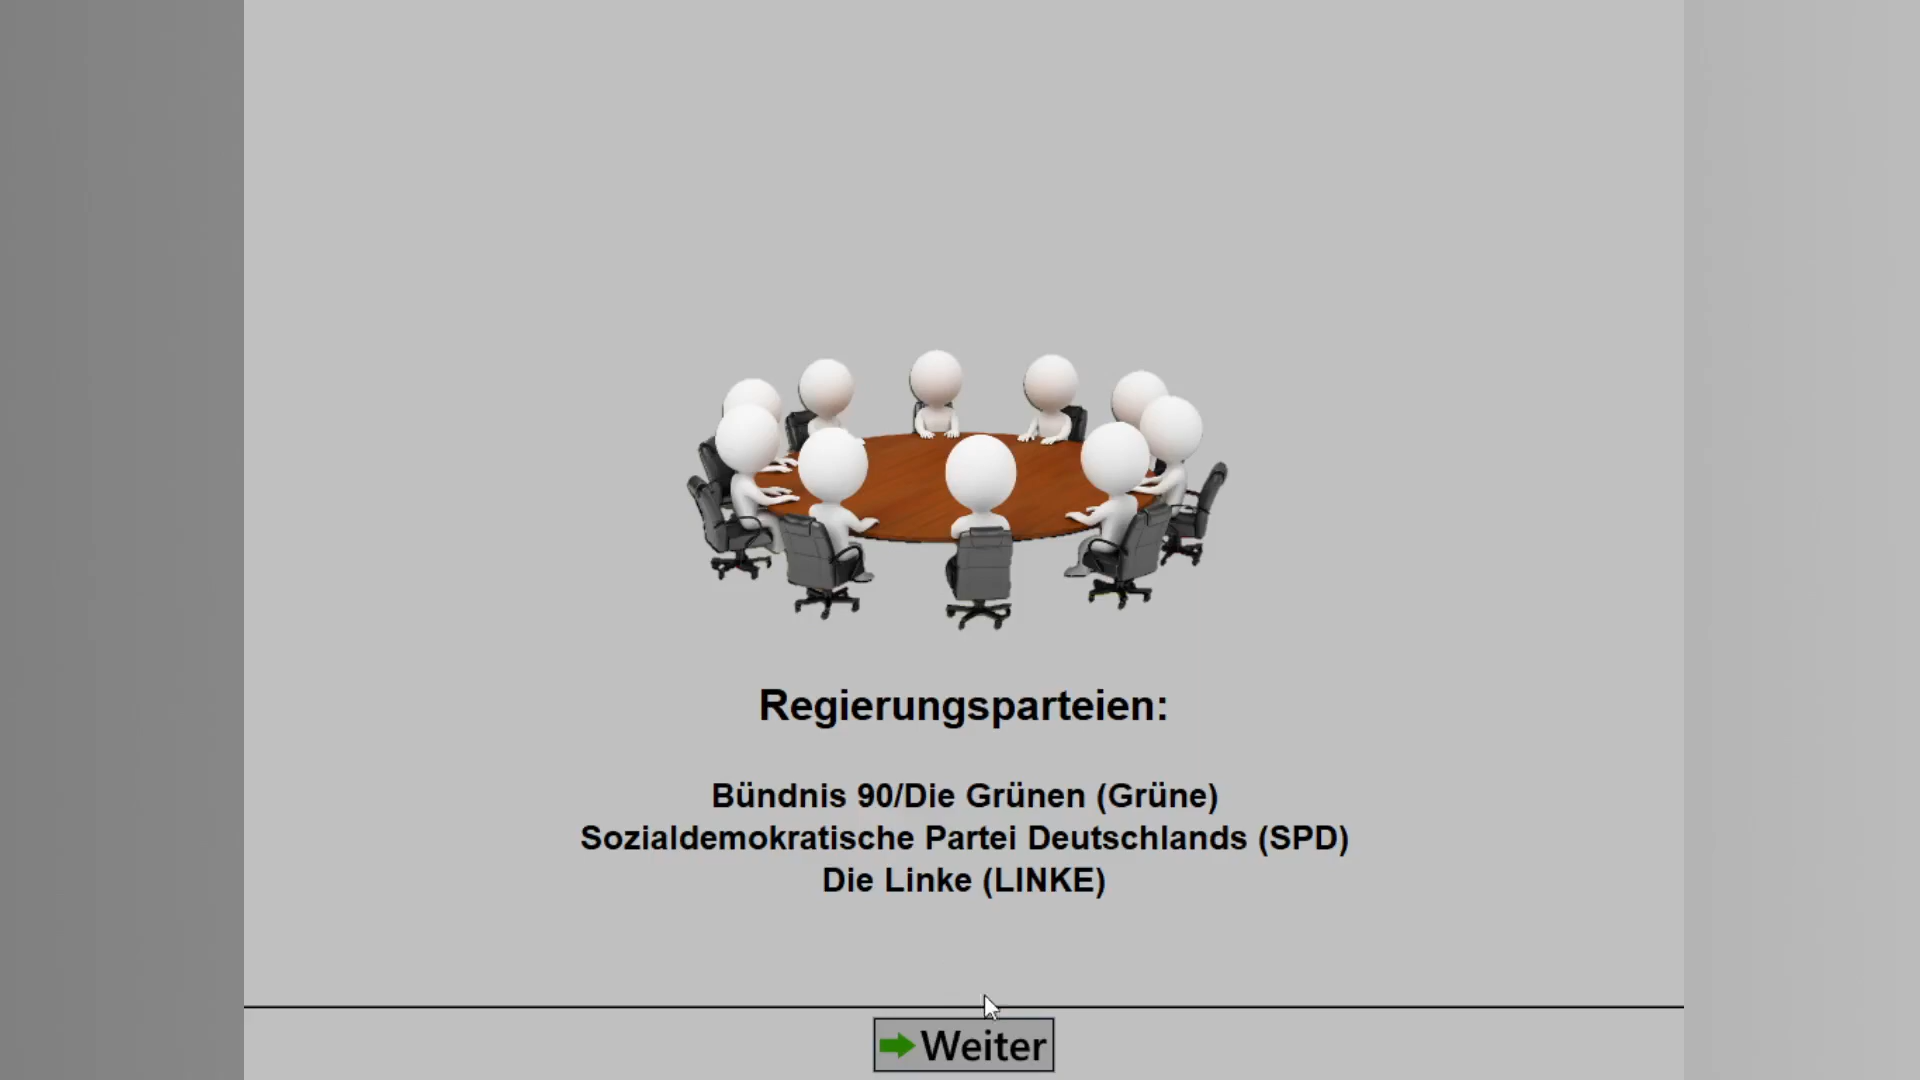 Regierungsparteien:
Bündnis 90/Die Grünen (Grüne)
Sozialdemokratische Partei Deutschlands (SPD)
Die Linke (LINKE)
Weiter